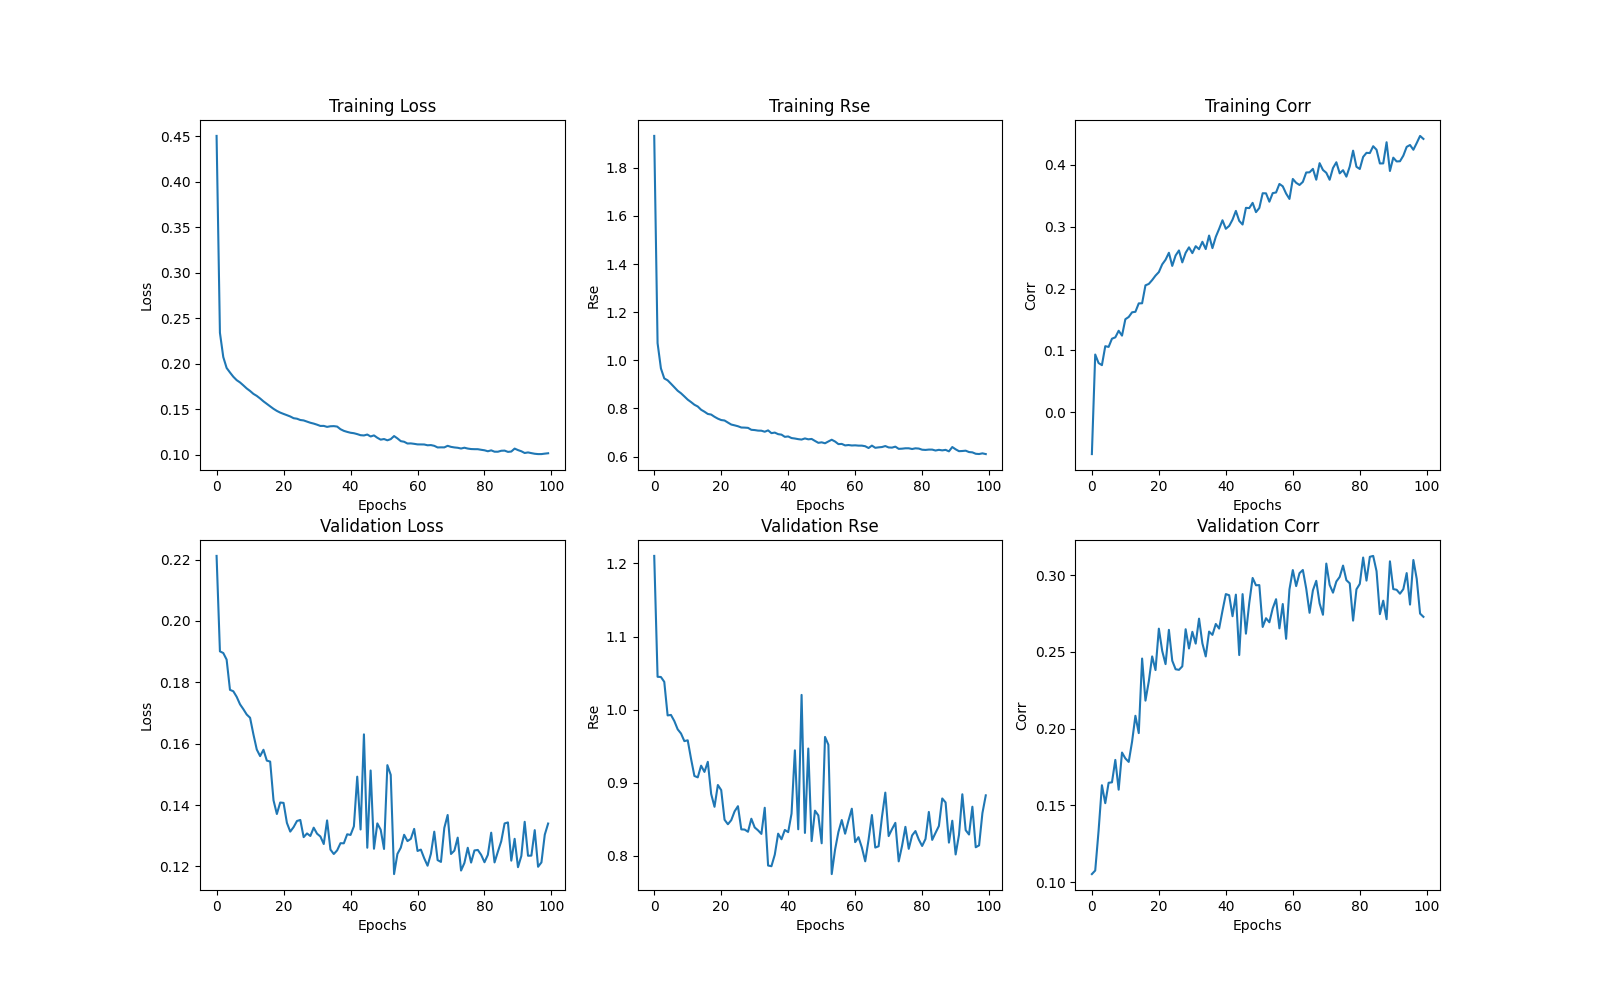 Training Loss
Training Rse
Training Corr
0.45
0.40
0.35
0.30
0.25
0.20
0.15
0.10
Loss
0 20 40 60 80 100
Epochs
1.8
1.6
1.4
1.2
1.0
0.8
0.6
Rse
0 20 40 60 80 100
Epochs
0.4
0.3
0.2
0.1
0.0
Corr
0 20 40 60 80 100
Epochs
Validation Loss
Validation Rse
Validation Corr
0.22
0.20
0.18
0.16
0.14
0.12
Loss
0 20 40 60 80 100
Epochs
1.2
1.1
1.0
0.9
0.8
Rse
0 20 40 60 80 100
Epochs
0.30
0.25
0.20
0.15
0.10
Corr
0 20 40 60 80 100
Epochs